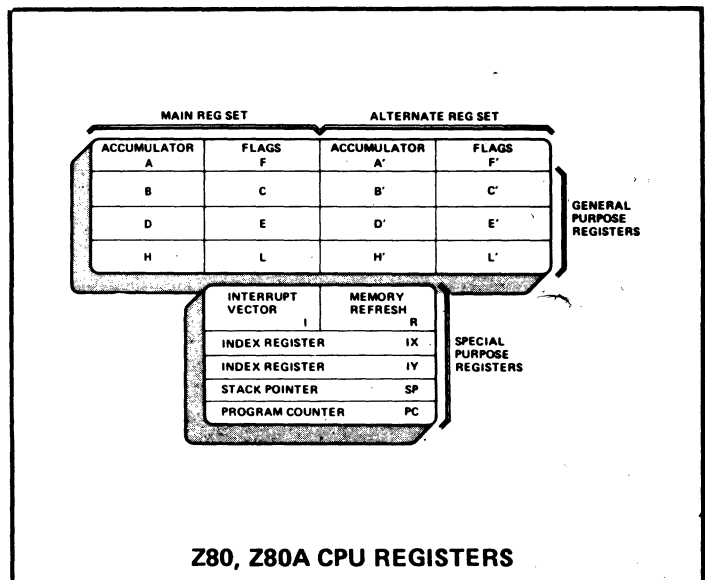 MAIN REG SET ALTERNATE REG SET
ACCUMULATOR FLAGS ACCUMULATOR FLAGS
A F A' F'
B C B' C'
D E D' E'
H L H' L'
GENERAL
PURPOSE
REGISTERS
INTERRUPT MEMORY
VECTOR REFRESH
I R
INDEX REGISTER IX
INDEX REGISTER IY
STACK POINTER SP
PROGRAM COUNTER PC
SPECIAL
PURPOSE
REGISTERS
Z80, Z80A CPU REGISTERS